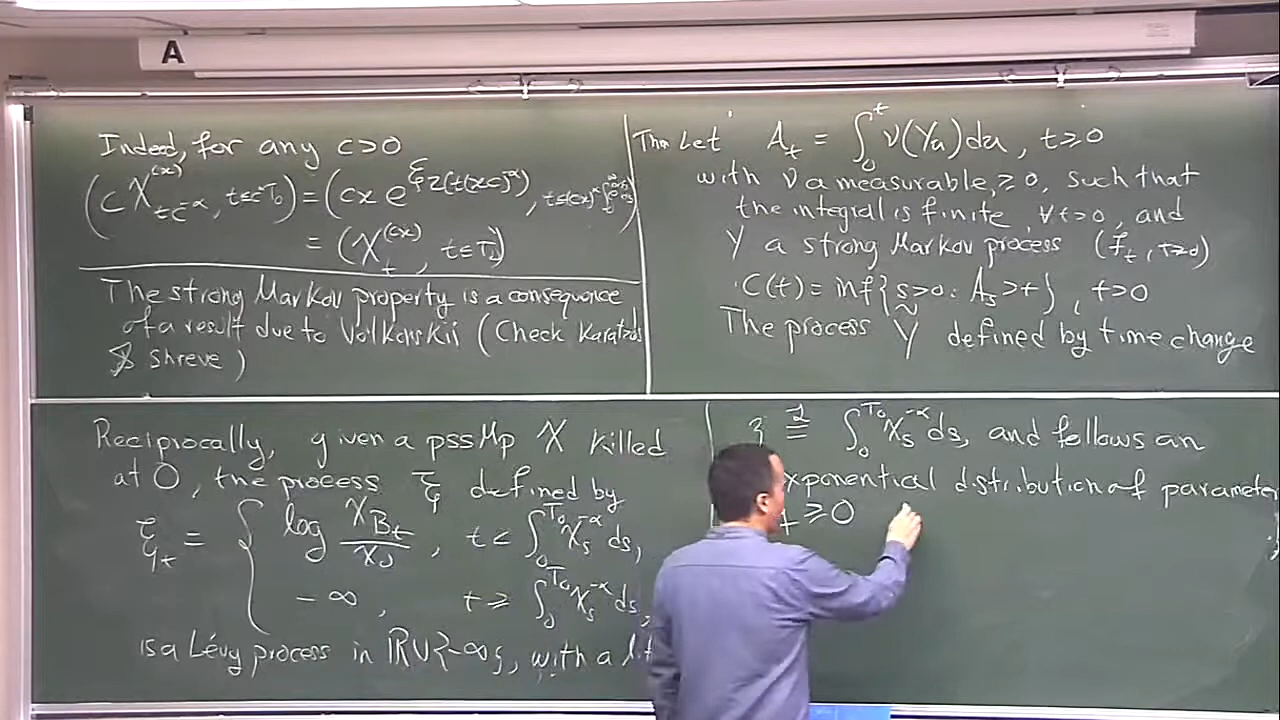 A
Indeed, for any c>0
(c X^{(x)}_{tc^{-α}}, t≤c^α T_0) = (cx e^{ξ_{τ(t(xc)^{-α})}}, t≤(cx)^α ∫_0^∞
= (X_t^{(cx)}, t≤T_0)
The strong Markov property is a consequence
of a result due to Volkonskii (Check Karatzas
& Shreve)
Thm Let A_t = ∫_0^t ν(Y_u)du, t≥0
with ν a measurable, ≥0, such that
the integral is finite ∀t>0, and
Y a strong Markov process (F_t, t≥0)
C(t) = inf{s>0: A_s>t}, t>0
The process Ỹ defined by time change
Reciprocally, given a pssMp X killed
at 0, the process ξ defined by
ξ_t = { log X_{B_t}/X_0, t< ∫_0^{T_0} X_s^{-α} ds,
-∞, t≥ ∫_0^{T_0} X_s^{-α} ds,
is a Lévy process in ℝ∪{-∞}, with a lif
ζ =^d ∫_0^{T_0} X_s^{-α} ds, and follows an
xponential distribution of parameter
≥0